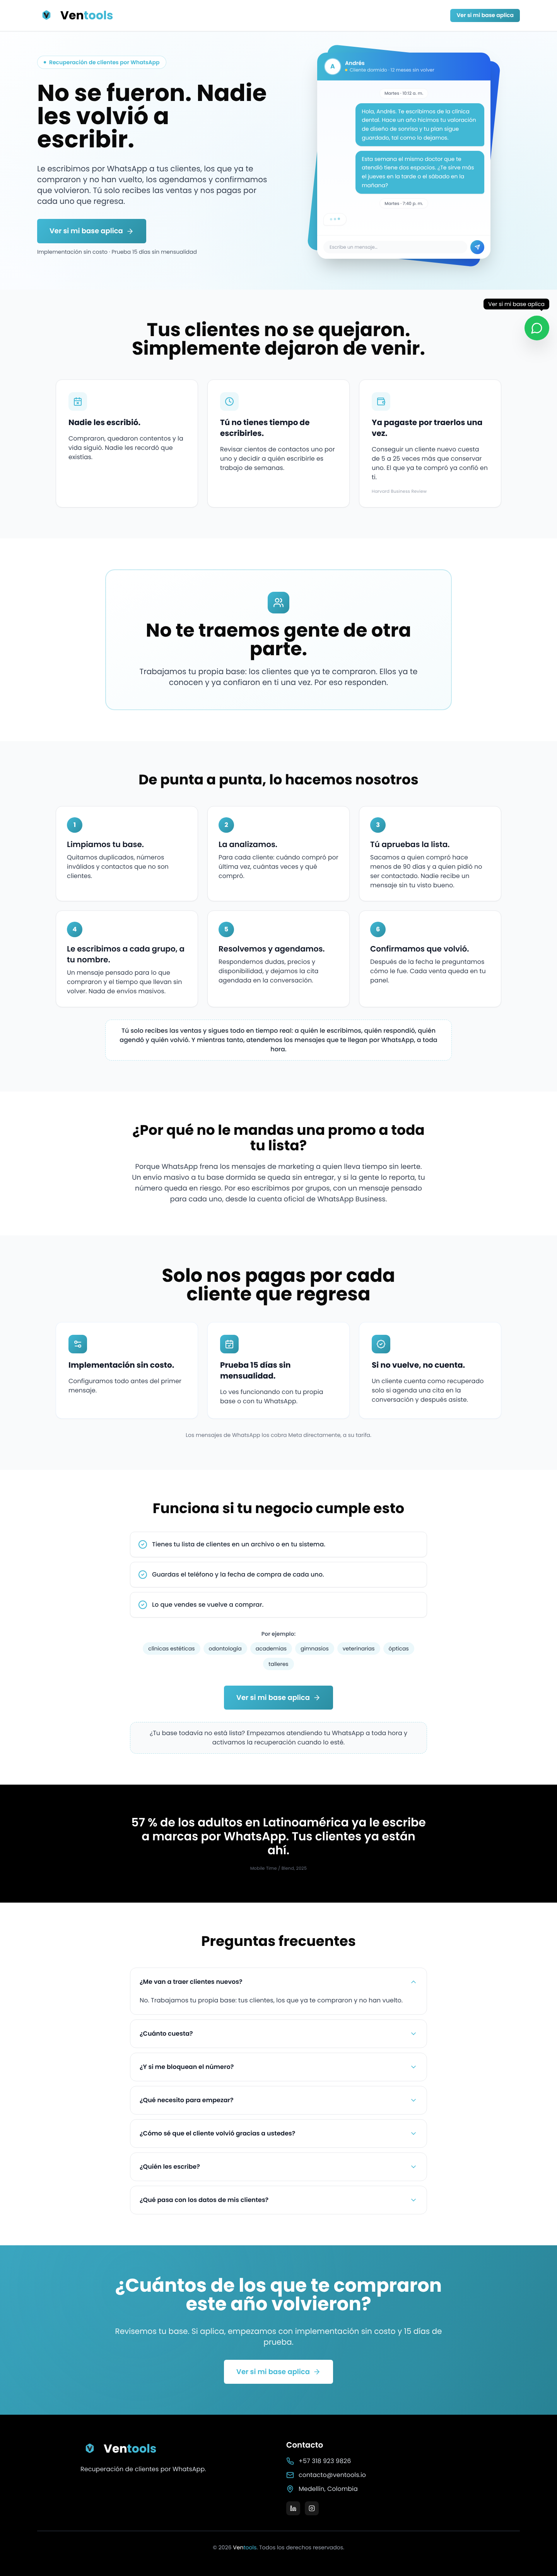 Ventools
Ver si mi base aplica
Recuperación de clientes por WhatsApp
No se fueron. Nadie
les volvió a
escribir.
Le escribimos por WhatsApp a tus clientes, los que ya te
compraron y no han vuelto, los agendamos y confirmamos
que volvieron. Tú solo recibes las ventas y nos pagas por
cada uno que regresa.
Ver si mi base aplica
Implementación sin costo · Prueba 15 días sin mensualidad
A
Andrés
Cliente dormido · 12 meses sin volver
Martes · 10:12 a. m.
Hola, Andrés. Te escribimos de la clínica
dental. Hace un año hicimos tu valoración
de diseño de sonrisa y tu plan sigue
guardado, tal como lo dejamos.
Esta semana el mismo doctor que te
atendió tiene dos espacios. ¿Te sirve más
el jueves en la tarde o el sábado en la
mañana?
Martes · 7:40 p. m.
Escribe un mensaje...
Ver si mi base aplica
Tus clientes no se quejaron.
Simplemente dejaron de venir.
Nadie les escribió.
Compraron, quedaron contentos y la
vida siguió. Nadie les recordó que
existías.
Tú no tienes tiempo de
escribirles.
Revisar cientos de contactos uno por
uno y decidir a quién escribirle es
trabajo de semanas.
Ya pagaste por traerlos una
vez.
Conseguir un cliente nuevo cuesta
de 5 a 25 veces más que conservar
uno. El que ya te compró ya confió en
ti.
Harvard Business Review
No te traemos gente de otra
parte.
Trabajamos tu propia base: los clientes que ya te compraron. Ellos ya te
conocen y ya confiaron en ti una vez. Por eso responden.
De punta a punta, lo hacemos nosotros
1
Limpiamos tu base.
Quitamos duplicados, números
inválidos y contactos que no son
clientes.
2
La analizamos.
Para cada cliente: cuándo compró por
última vez, cuántas veces y qué
compró.
3
Tú apruebas la lista.
Sacamos a quien compró hace
menos de 90 días y a quien pidió no
ser contactado. Nadie recibe un
mensaje sin tu visto bueno.
4
Le escribimos a cada grupo, a
tu nombre.
Un mensaje pensado para lo que
compraron y el tiempo que llevan sin
volver. Nada de envíos masivos.
5
Resolvemos y agendamos.
Respondemos dudas, precios y
disponibilidad, y dejamos la cita
agendada en la conversación.
6
Confirmamos que volvió.
Después de la fecha le preguntamos
cómo le fue. Cada venta queda en tu
panel.
Tú solo recibes las ventas y sigues todo en tiempo real: a quién le escribimos, quién respondió, quién
agendó y quién volvió. Y mientras tanto, atendemos los mensajes que te llegan por WhatsApp, a toda
hora.
¿Por qué no le mandas una promo a toda
tu lista?
Porque WhatsApp frena los mensajes de marketing a quien lleva tiempo sin leerte.
Un envío masivo a tu base dormida se queda sin entregar, y si la gente lo reporta, tu
número queda en riesgo. Por eso escribimos por grupos, con un mensaje pensado
para cada uno, desde la cuenta oficial de WhatsApp Business.
Solo nos pagas por cada
cliente que regresa
Implementación sin costo.
Configuramos todo antes del primer
mensaje.
Prueba 15 días sin
mensualidad.
Lo ves funcionando con tu propia
base o con tu WhatsApp.
Si no vuelve, no cuenta.
Un cliente cuenta como recuperado
solo si agenda una cita en la
conversación y después asiste.
Los mensajes de WhatsApp los cobra Meta directamente, a su tarifa.
Funciona si tu negocio cumple esto
Tienes tu lista de clientes en un archivo o en tu sistema.
Guardas el teléfono y la fecha de compra de cada uno.
Lo que vendes se vuelve a comprar.
Por ejemplo:
clínicas estéticas
odontología
academias
gimnasios
veterinarias
ópticas
talleres
Ver si mi base aplica
¿Tu base todavía no está lista? Empezamos atendiendo tu WhatsApp a toda hora y
activamos la recuperación cuando lo esté.
57 % de los adultos en Latinoamérica ya le escribe
a marcas por WhatsApp. Tus clientes ya están
ahí.
Mobile Time / Blend, 2025
Preguntas frecuentes
¿Me van a traer clientes nuevos?
No. Trabajamos tu propia base: tus clientes, los que ya te compraron y no han vuelto.
¿Cuánto cuesta?
¿Y si me bloquean el número?
¿Qué necesito para empezar?
¿Cómo sé que el cliente volvió gracias a ustedes?
¿Quién les escribe?
¿Qué pasa con los datos de mis clientes?
¿Cuántos de los que te compraron
este año volvieron?
Revisemos tu base. Si aplica, empezamos con implementación sin costo y 15 días de
prueba.
Ver si mi base aplica
Ventools
Recuperación de clientes por WhatsApp.
Contacto
+57 318 923 9826
contacto@ventools.io
Medellín, Colombia
© 2026 Ventools. Todos los derechos reservados.